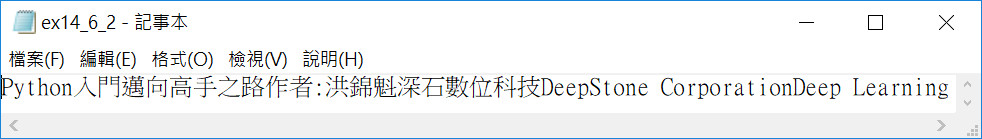 ex14_6_2 - 記事本
檔案(F) 編輯(E) 格式(O) 檢視(V) 說明(H)
Python入門邁向高手之路作者:洪錦魁深石數位科技DeepStone CorporationDeep Learning